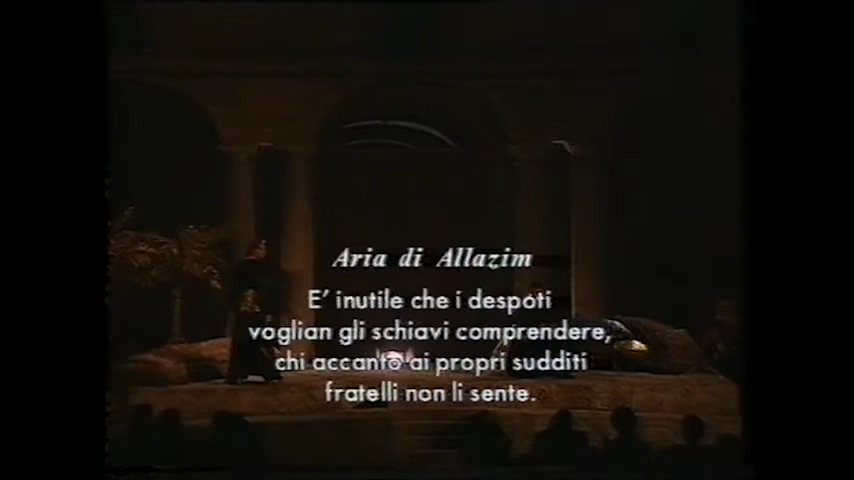 Aria di Allazim
E' inutile che i despoti
voglian gli schiavi comprendere,
chi accanto ai propri sudditi
fratelli non li sente.